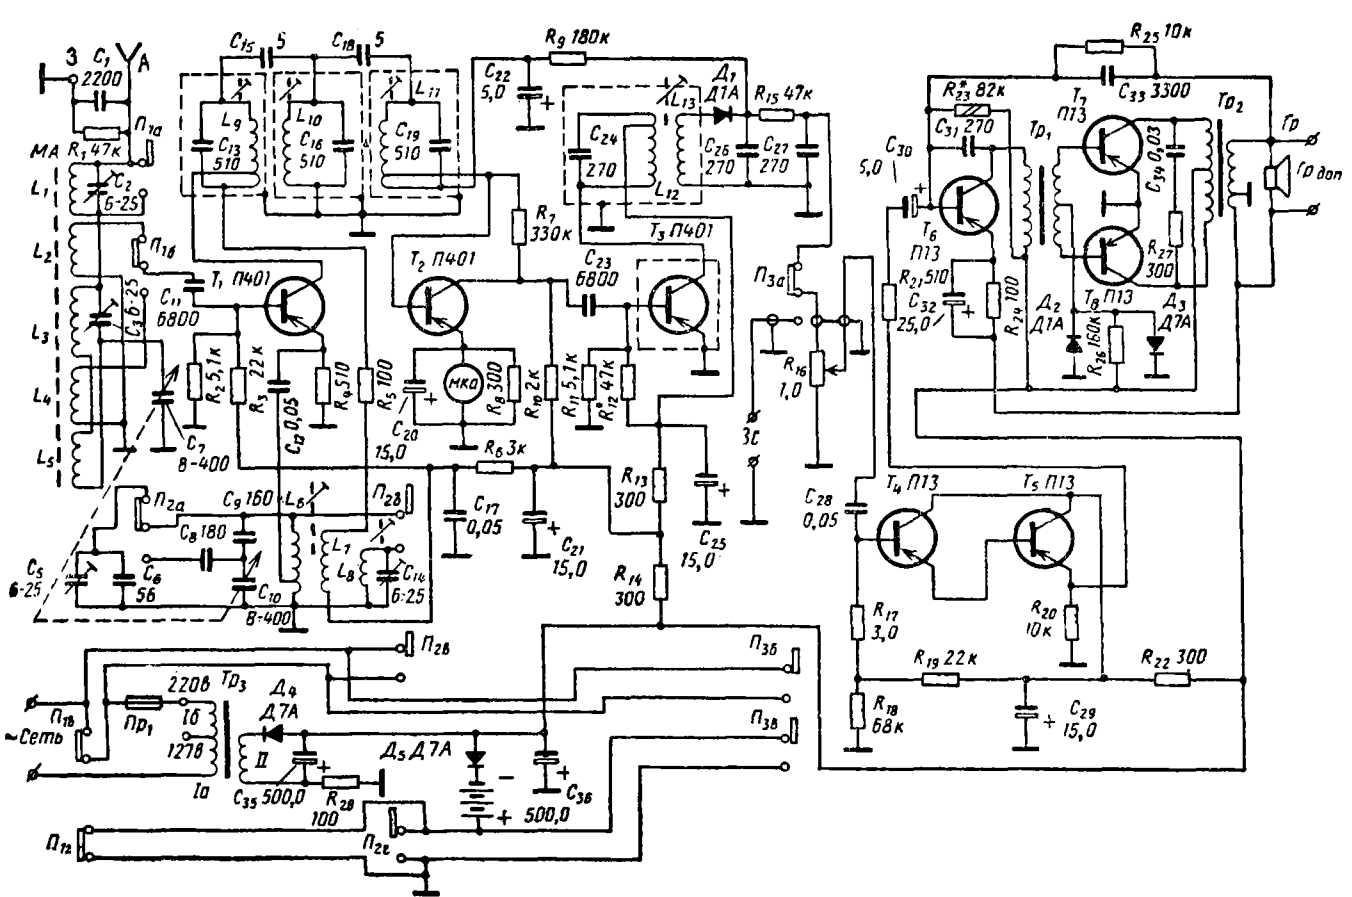 З
C₁
2200
A
R₁ 47к
П₁ₐ
МА
L₁
C₂
6-25
L₂
П₁б
C₃ 6-25
L₃
L₄
L₅
C₇
8-400
C₁₁
6800
T₁ П401
R₂ 5,1к
R₃ 22к
C₁₂ 0,05
R₄ 510
R₅ 100
C₁₅ 5
C₁₈ 5
L₉
C₁₃
510
L₁₀
C₁₆
510
L₁₁
C₁₉
510
R₉ 180к
C₂₂
5,0 +
R₇
330к
T₂ П401
мка
C₂₀
15,0
+
R₈ 300
R₁₀ 2к
R₁₁ 5,1к
R*₁₂ 47к
C₂₃
6800
T₃ П401
C₂₄
270
L₁₂
L₁₃
Д₁
Д1А
R₁₅ 47к
C₂₆
270
C₂₇
270
П₃ₐ
R₁₆
1,0
Зс
R₆ 3к
C₁₇
0,05
C₂₁
15,0
+
R₁₃
300
R₁₄
300
C₂₅
15,0
+
П₂ₐ
C₉ 160
C₈ 180
L₆
П₂б
L₇
L₈
C₁₄
6-25
C₅
6-25
C₆
56
C₁₀
8-400
R₂₅ 10к
C₃₃ 3300
R*₂₃ 82к
C₃₁ 270
C₃₀
5,0
+
T₆
П13
R₂₁ 510
C₃₂
25,0
+
R₂₄ 100
Тр₁
T₇
П13
C₃₄ 0,03
R₂₇
300
T₈ П13
Тр₂
Гр
Гр доп
Д₂
Д1А
R₂₆ 160к
Д₃
Д7А
C₂₈
0,05
T₄ П13
T₅ П13
R₁₇
3,0
R₁₈
68к
R₁₉ 22к
R₂₀
10к
R₂₂ 300
C₂₉
15,0
+
П₂в
П₃б
П₃в
П₁в
~Сеть
Пр₁
220в
Iб
127в
Iа
Тр₃
II
Д₄
Д7А
C₃₅ 500,0
+
R₂₈
100
Д₅ Д7А
−
+
C₃₆
500,0
+
П₁г
П₂г